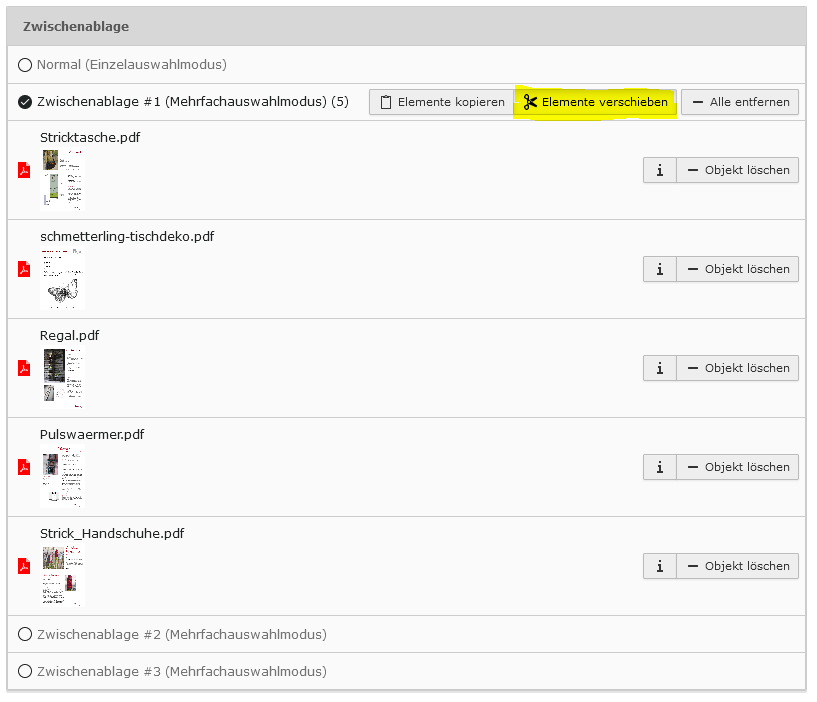 Zwischenablage
Normal (Einzelauswahlmodus)
Zwischenablage #1 (Mehrfachauswahlmodus) (5) Elemente kopieren Elemente verschieben Alle entfernen
Stricktasche.pdf
i Objekt löschen
schmetterling-tischdeko.pdf
i Objekt löschen
Regal.pdf
i Objekt löschen
Pulswaermer.pdf
i Objekt löschen
Strick_Handschuhe.pdf
i Objekt löschen
Zwischenablage #2 (Mehrfachauswahlmodus)
Zwischenablage #3 (Mehrfachauswahlmodus)